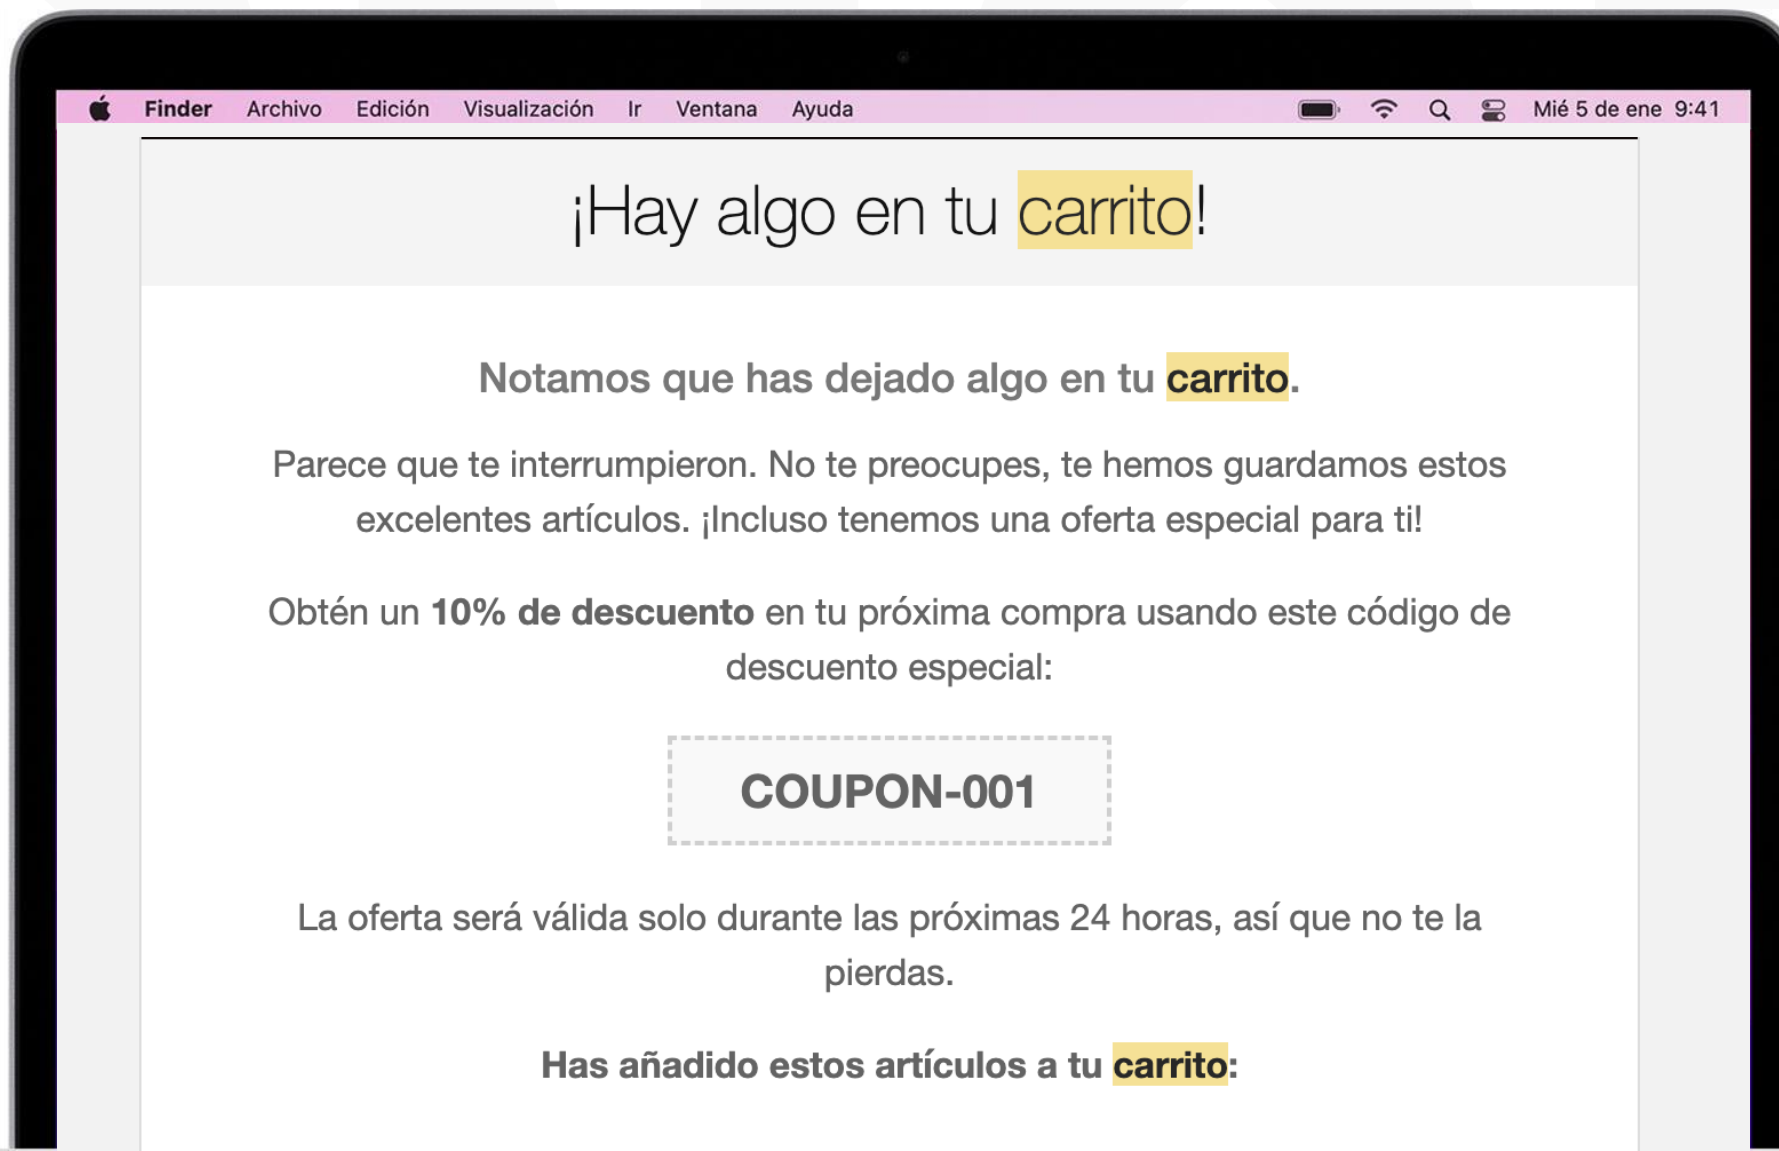 Finder Archivo Edición Visualización Ir Ventana Ayuda Mié 5 de ene 9:41
¡Hay algo en tu carrito!
Notamos que has dejado algo en tu carrito.
Parece que te interrumpieron. No te preocupes, te hemos guardamos estos
excelentes artículos. ¡Incluso tenemos una oferta especial para ti!
Obtén un 10% de descuento en tu próxima compra usando este código de
descuento especial:
COUPON-001
La oferta será válida solo durante las próximas 24 horas, así que no te la
pierdas.
Has añadido estos artículos a tu carrito: